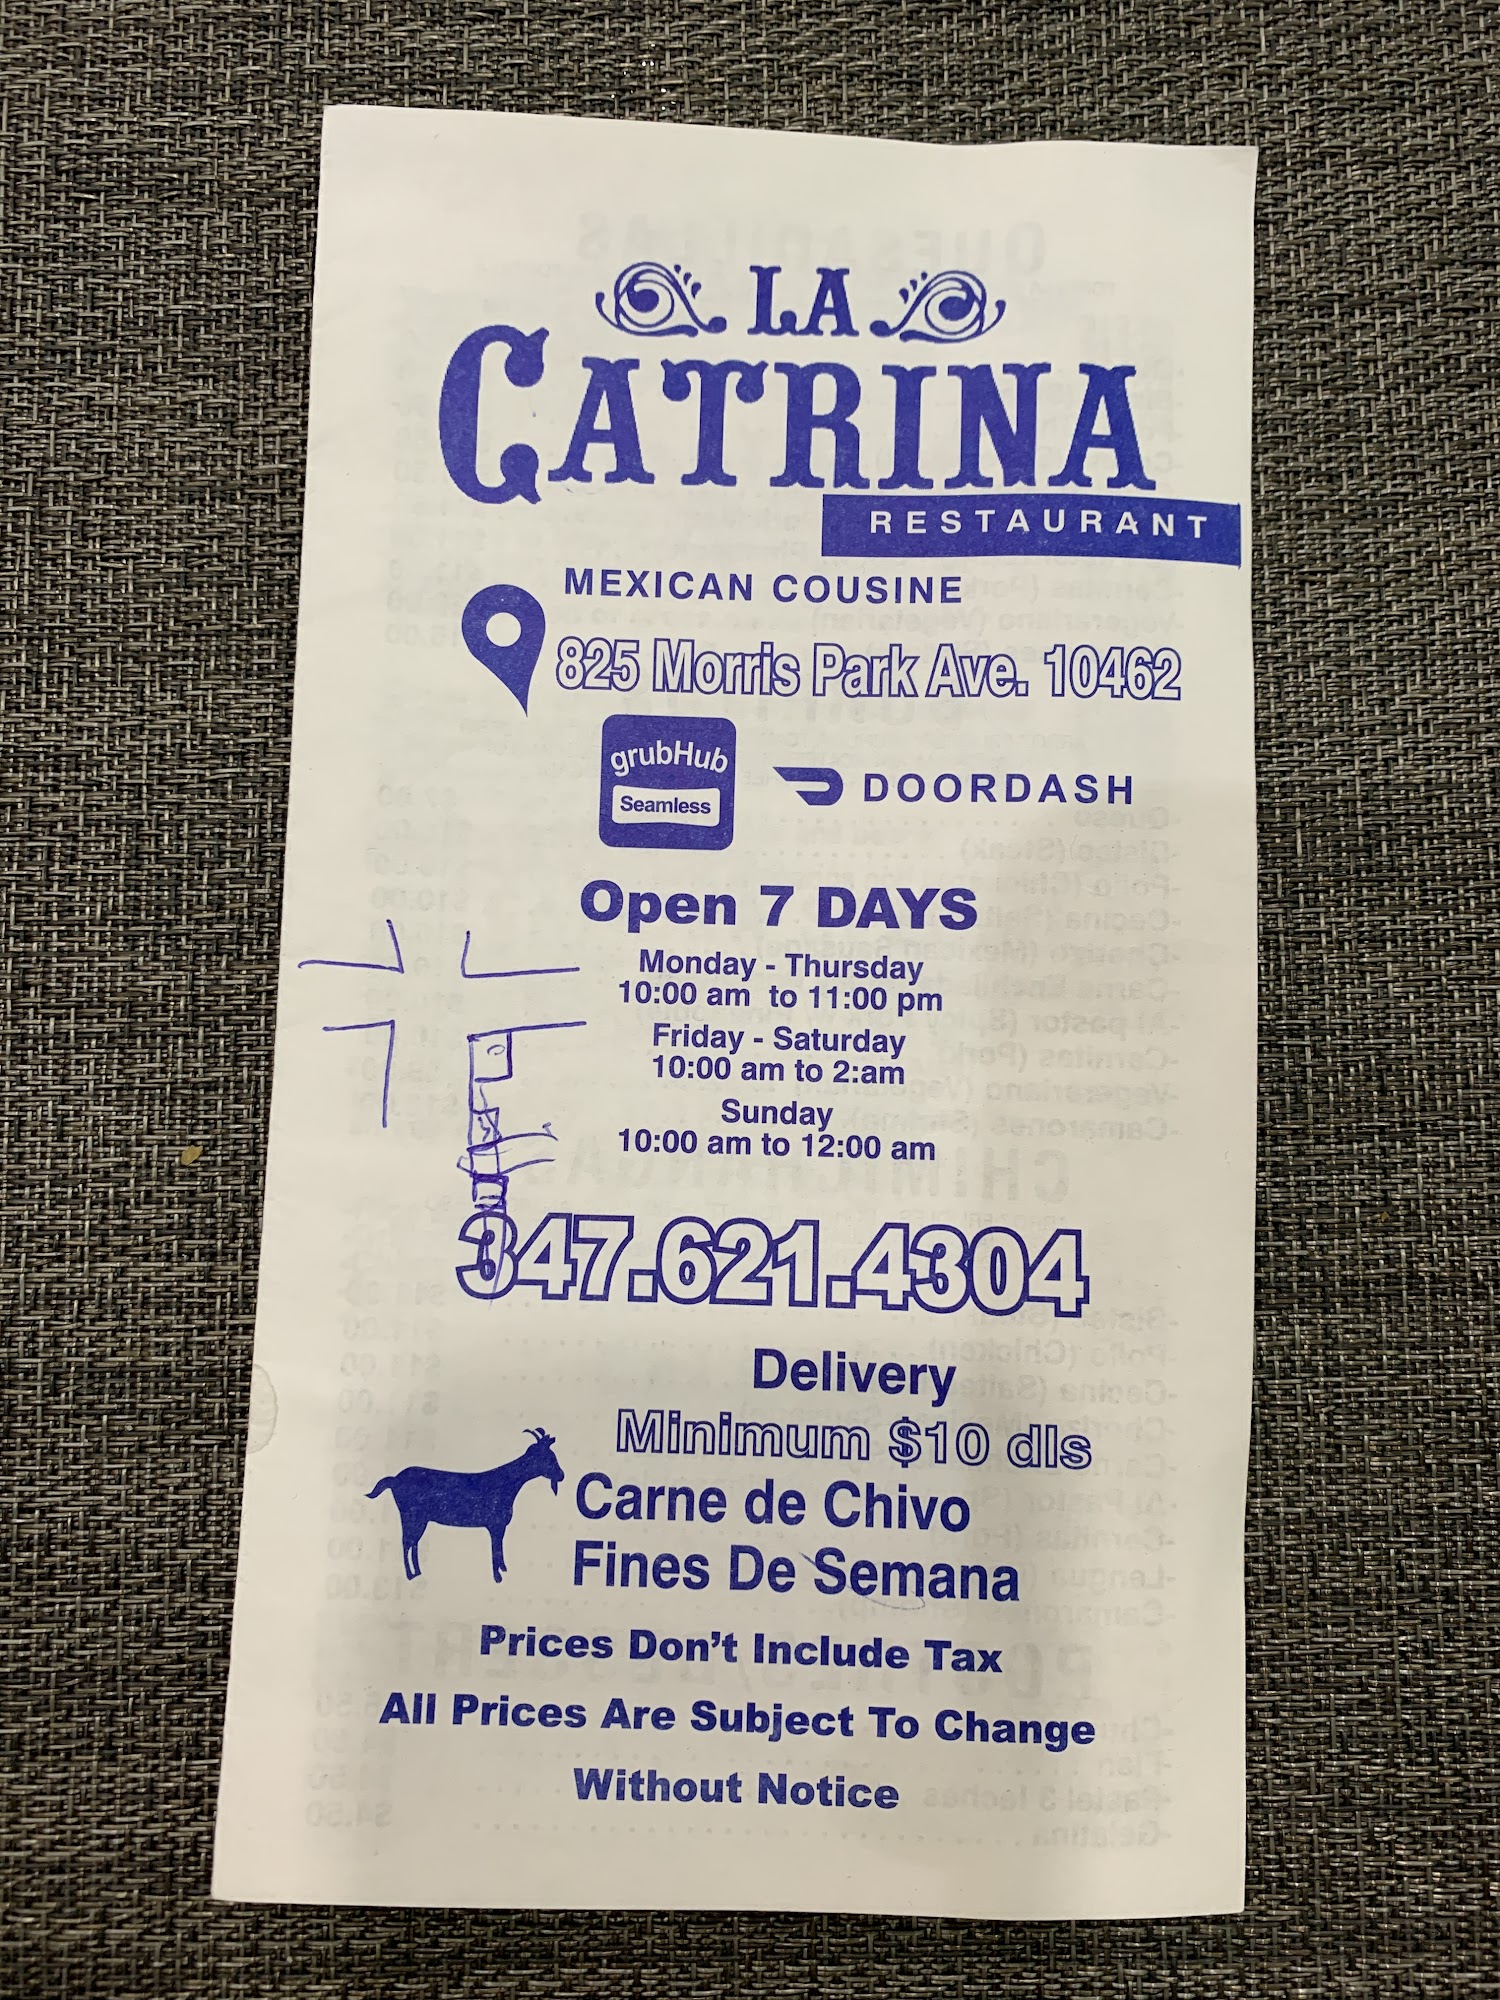 LA
CATRINA
RESTAURANT
MEXICAN COUSINE
825 Morris Park Ave. 10462
grubHub
Seamless
DOORDASH
Open 7 DAYS
Monday - Thursday
10:00 am to 11:00 pm
Friday - Saturday
10:00 am to 2:am
Sunday
10:00 am to 12:00 am
347.621.4304
Delivery
Minimum $10 dls
Carne de Chivo
Fines De Semana
Prices Don't Include Tax
All Prices Are Subject To Change
Without Notice